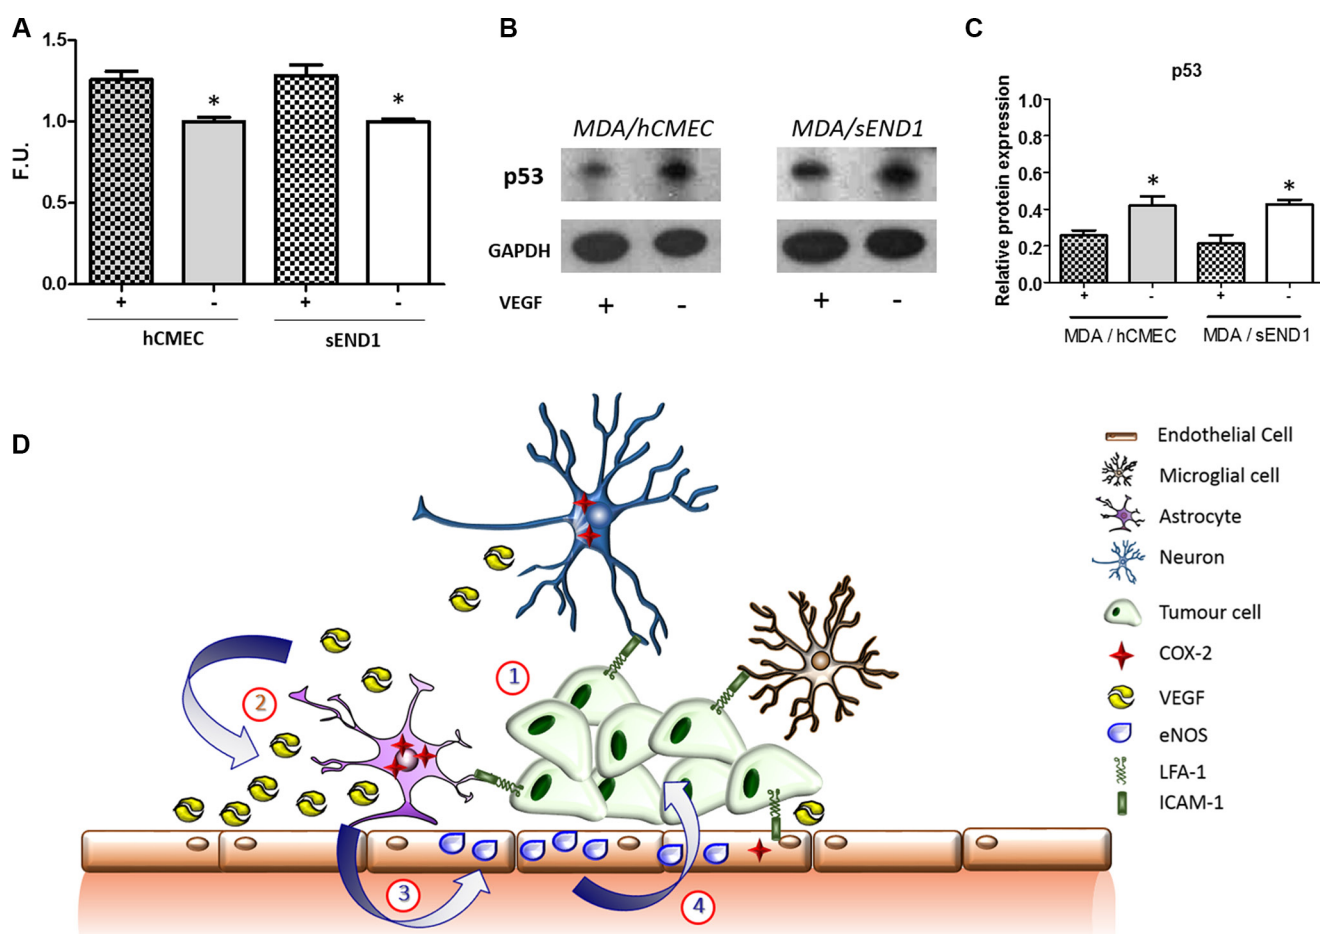 A
1.5
1.0
0.5
0.0
F.U.
*
*
+ - + -
hCMEC sEND1
B
MDA/hCMEC MDA/sEND1
p53
GAPDH
VEGF + - + -
C
p53
Relative protein expression
1.0
0.8
0.6
0.4
0.2
0.0
*
*
+ - + -
MDA / hCMEC MDA / sEND1
D
1
2
3
4
Endothelial Cell
Microglial cell
Astrocyte
Neuron
Tumour cell
COX-2
VEGF
eNOS
LFA-1
ICAM-1